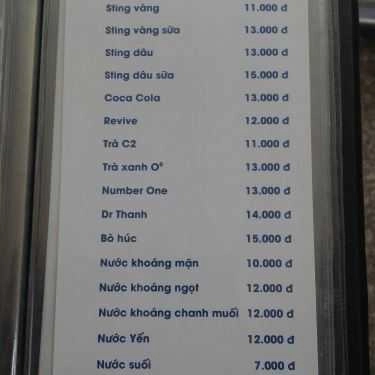 Sting vàng 11.000 đ
Sting vàng sữa 13.000 đ
Sting dâu 13.000 đ
Sting dâu sữa 15.000 đ
Coca Cola 13.000 đ
Revive 12.000 đ
Trà C2 11.000 đ
Trà xanh O° 13.000 đ
Number One 13.000 đ
Dr Thanh 14.000 đ
Bò húc 15.000 đ
Nước khoáng mặn 10.000 đ
Nước khoáng ngọt 12.000 đ
Nước khoáng chanh muối 12.000 đ
Nước Yến 12.000 đ
Nước suối 7.000 đ